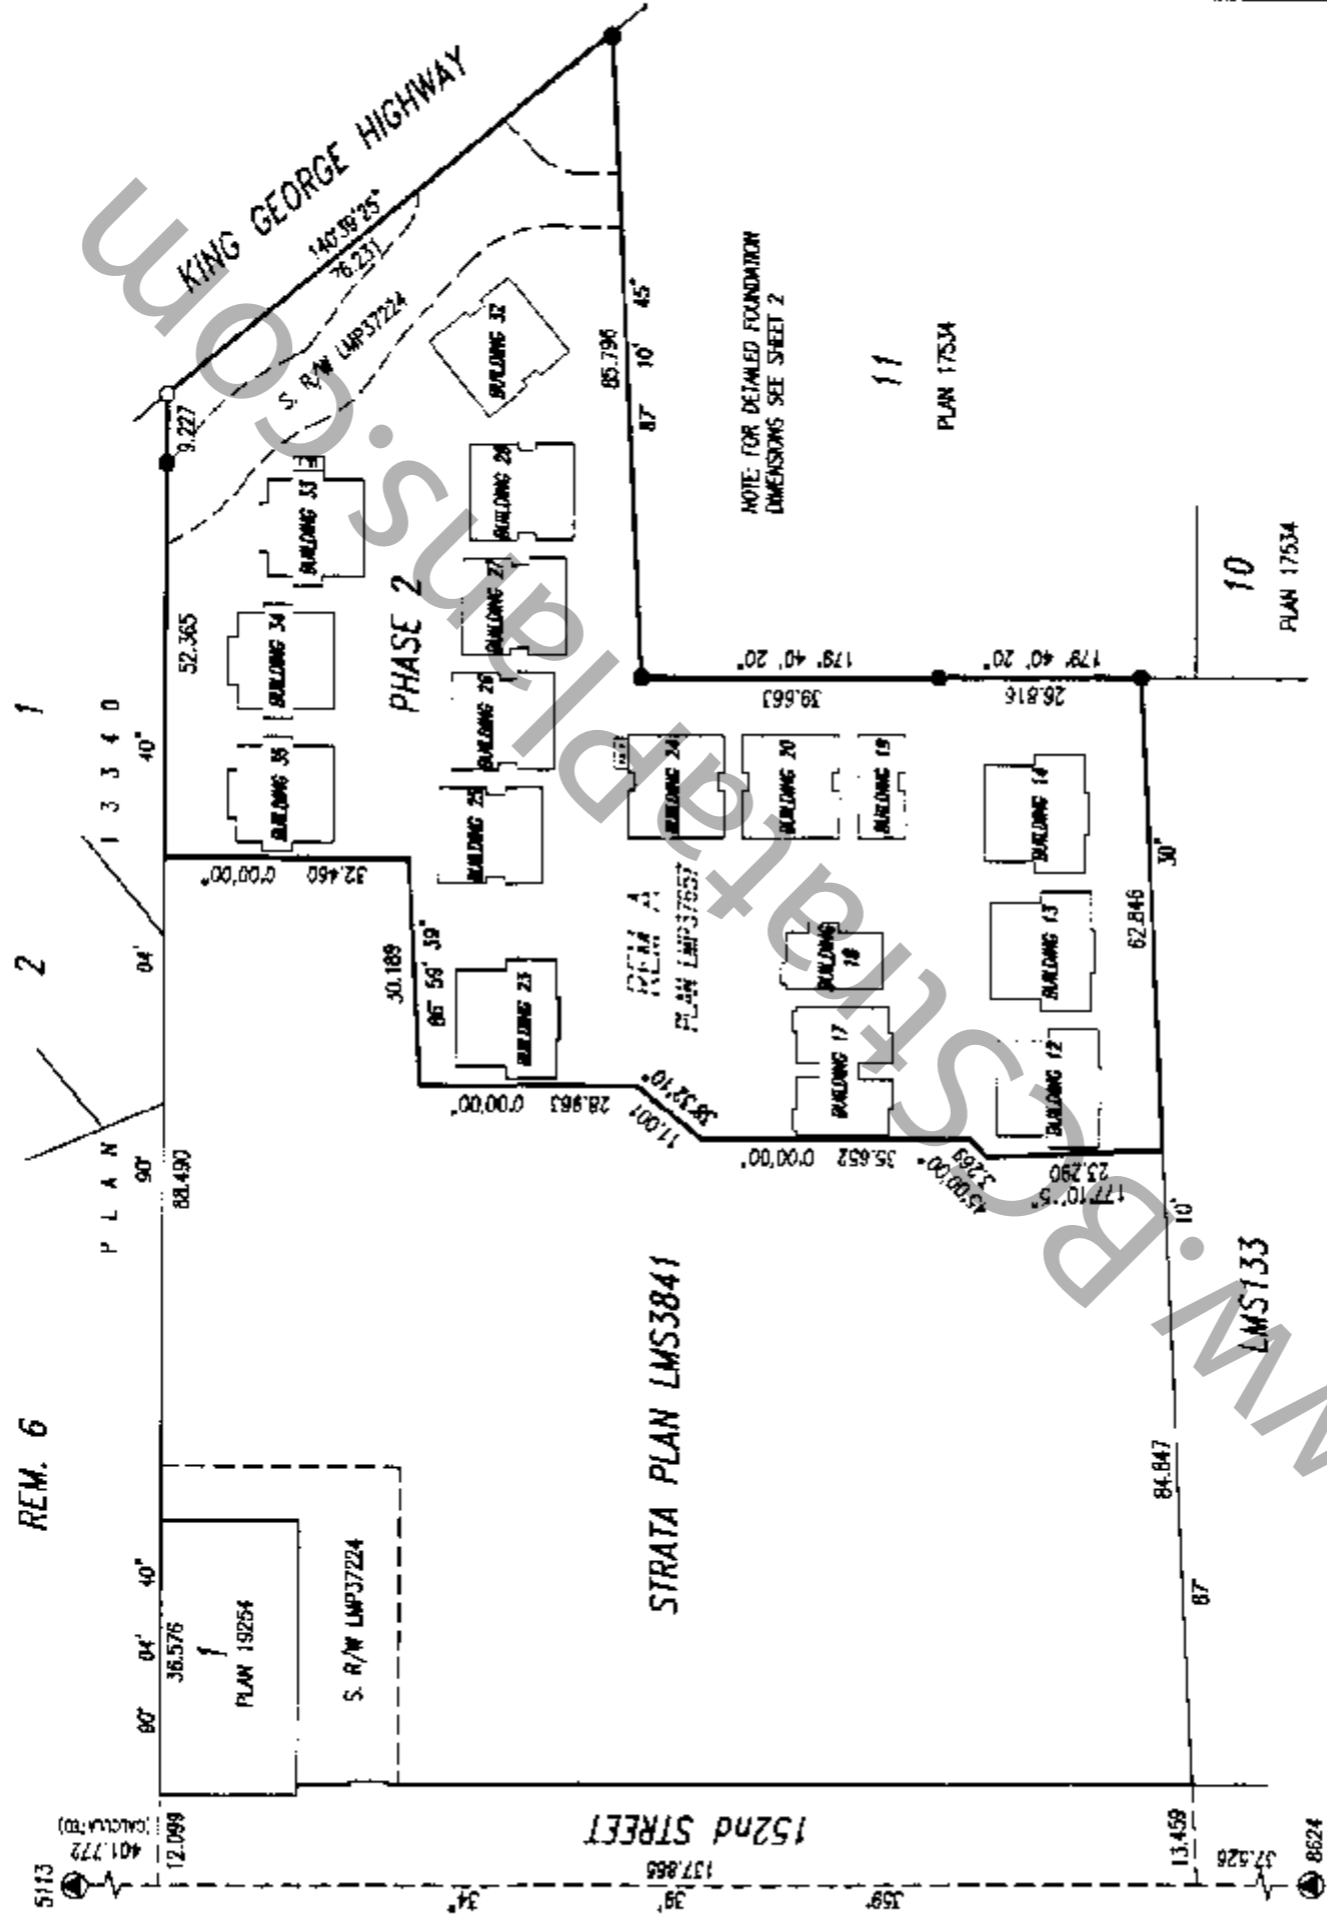 KING GEORGE HIGHWAY
140°39'25"
76.231
S. R/W LMP37224
9.227
52.365
40"
1
1 3 3 4 0
2
04'
P L A N
90'
88.490
REM. 6
40"
04'
90°
36.576
1
PLAN 19254
S. R/W LMP37224
BUILDING 32
BUILDING 33
BUILDING 34
BUILDING 35
BUILDING 28
BUILDING 27
BUILDING 26
BUILDING 25
PHASE 2
85.796
87°
10'
45"
NOTE: FOR DETAILED FOUNDATION
DIMENSIONS SEE SHEET 2
11
PLAN 17534
10
PLAN 17534
179° 40' 20"
39.663
179° 40' 20"
26.816
0°00'00"
32.460
30.189
86° 59' 39"
BUILDING 23
BUILDING 24
BUILDING 20
BUILDING 19
REM A
PLAN LMP37657
BUILDING 18
BUILDING 17
BUILDING 14
BUILDING 13
BUILDING 12
0°00'00"
28.963
11.001
38°32'10"
0°00'00"
35.652
45°00'00"
3.269
23.290
62.846
30"
10'
87°
84.847
STRATA PLAN LMS3841
LMS133
152nd STREET
137.865
359°
39'
34"
5113
401.772
(CALCULATED)
12.099
13.459
37.526
8624
W.BCStrataPlans.Com